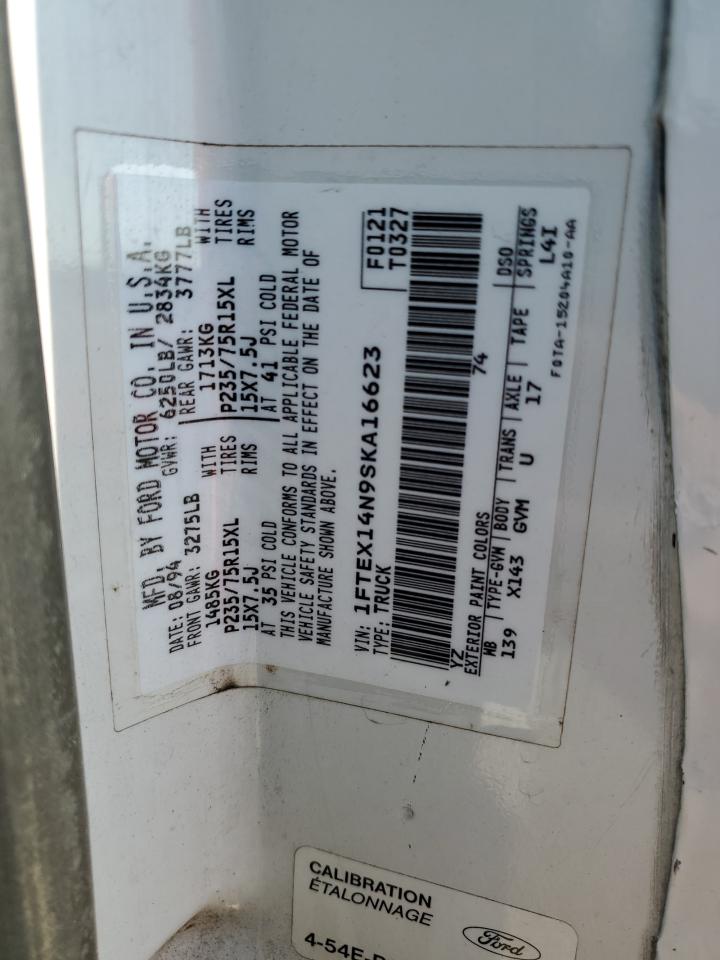 MFD. BY FORD MOTOR CO. IN U.S.A.
DATE: 08/94 GVWR: 6250LB/ 2834KG
FRONT GAWR: 3275LB REAR GAWR: 3777LB
1485KG WITH 1713KG WITH
P235/75R15XL TIRES P235/75R15XL TIRES
15X7.5J RIMS 15X7.5J RIMS
AT 35 PSI COLD AT 41 PSI COLD
THIS VEHICLE CONFORMS TO ALL APPLICABLE FEDERAL MOTOR
VEHICLE SAFETY STANDARDS IN EFFECT ON THE DATE OF
MANUFACTURE SHOWN ABOVE.
VIN: 1FTEX14N9SKA16623 F0121
TYPE: TRUCK T0327
YZ 74
EXTERIOR PAINT COLORS DSO
WB TYPE-GVM BODY TRANS AXLE TAPE SPRINGS
139 X143 GVM U 17 L4I
F0TA-15204A10-AA
CALIBRATION
ÉTALONNAGE
Ford
4-54E-